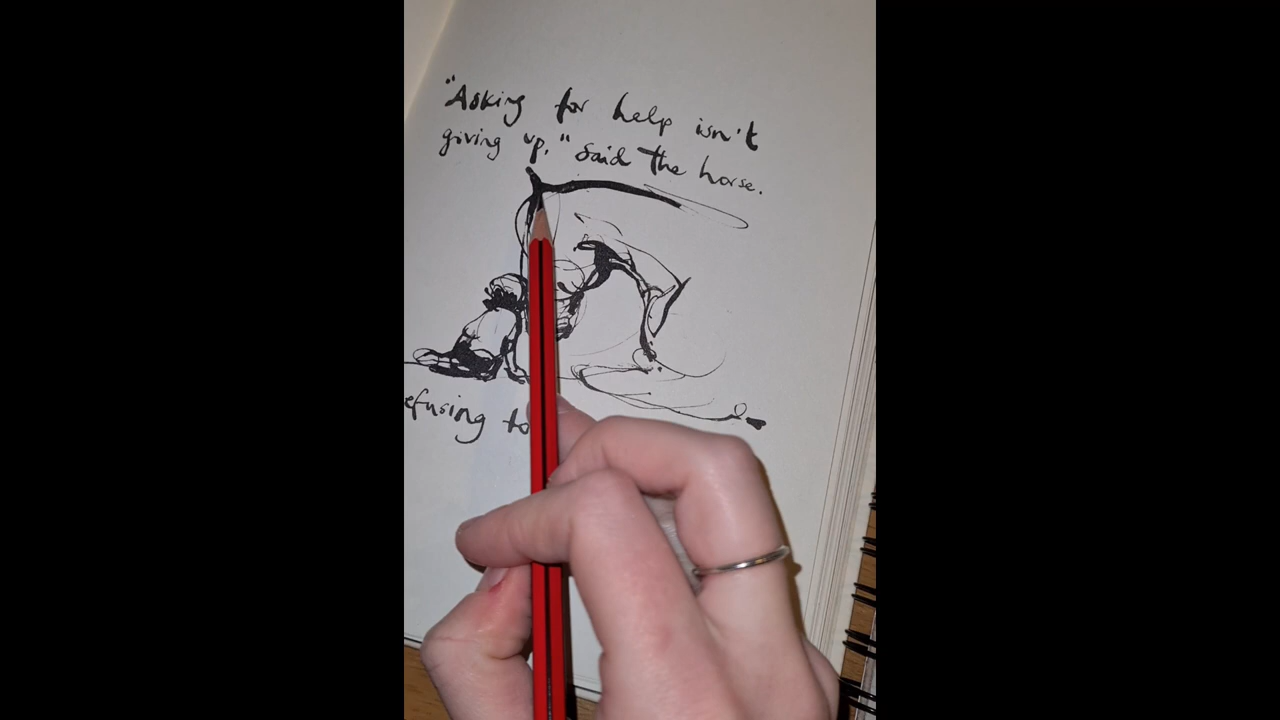 "Asking for help isn't
giving up," said the horse.
efusing to